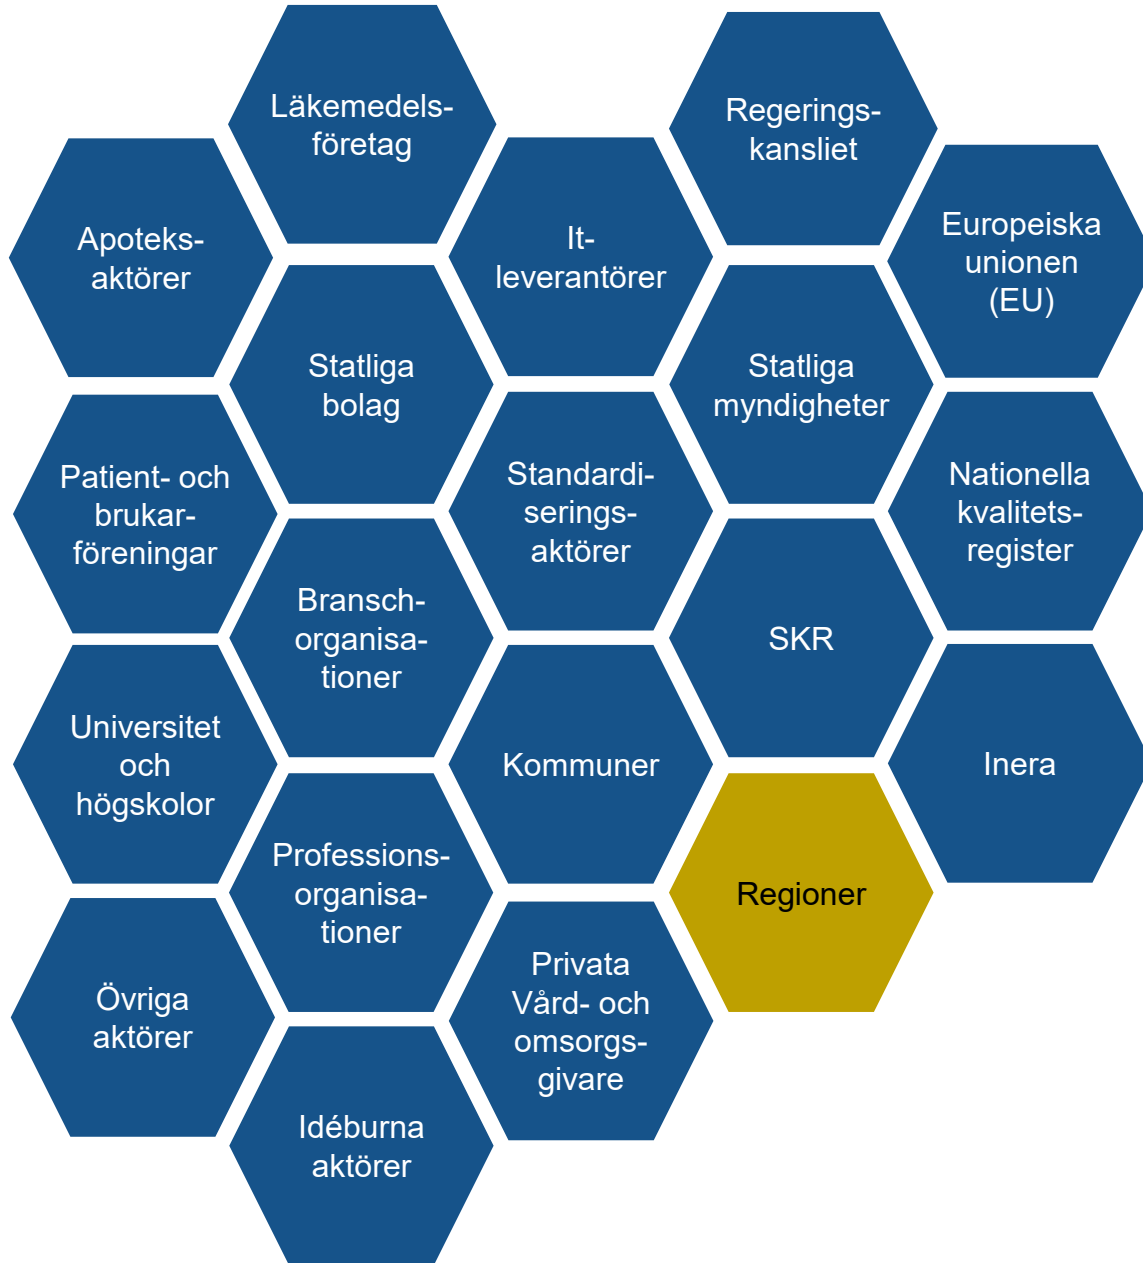 Läkemedels-
företag
Regerings-
kansliet
Apoteks-
aktörer
It-
leverantörer
Europeiska
unionen
(EU)
Statliga
bolag
Statliga
myndigheter
Patient- och
brukar-
föreningar
Standardi-
serings-
aktörer
Nationella
kvalitets-
register
Bransch-
organisa-
tioner
SKR
Universitet
och
högskolor
Kommuner
Inera
Professions-
organisa-
tioner
Regioner
Övriga
aktörer
Privata
Vård- och
omsorgs-
givare
Idéburna
aktörer